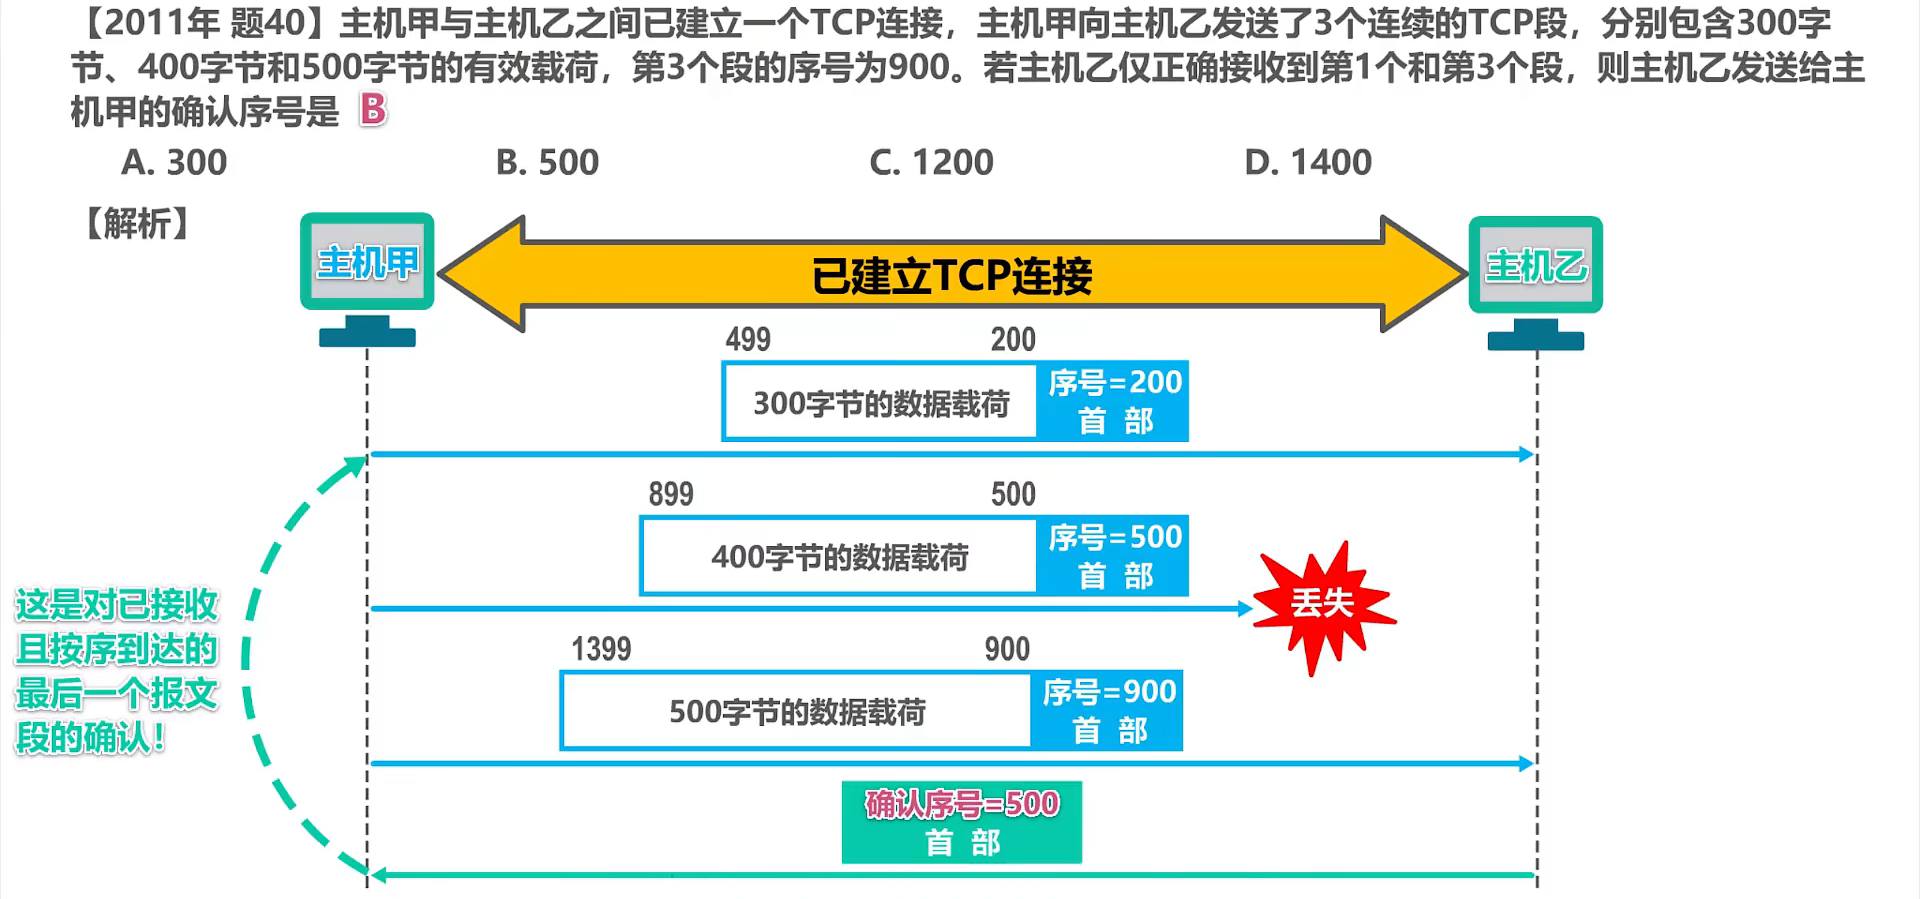 【2011年 题40】主机甲与主机乙之间已建立一个TCP连接，主机甲向主机乙发送了3个连续的TCP段，分别包含300字
节、400字节和500字节的有效载荷，第3个段的序号为900。若主机乙仅正确接收到第1个和第3个段，则主机乙发送给主
机甲的确认序号是 B
A. 300 B. 500 C. 1200 D. 1400
【解析】
主机甲
已建立TCP连接
主机乙
499 200
300字节的数据载荷
序号=200
首 部
899 500
400字节的数据载荷
序号=500
首 部
丢失
1399 900
500字节的数据载荷
序号=900
首 部
这是对已接收
且按序到达的
最后一个报文
段的确认！
确认序号=500
首 部